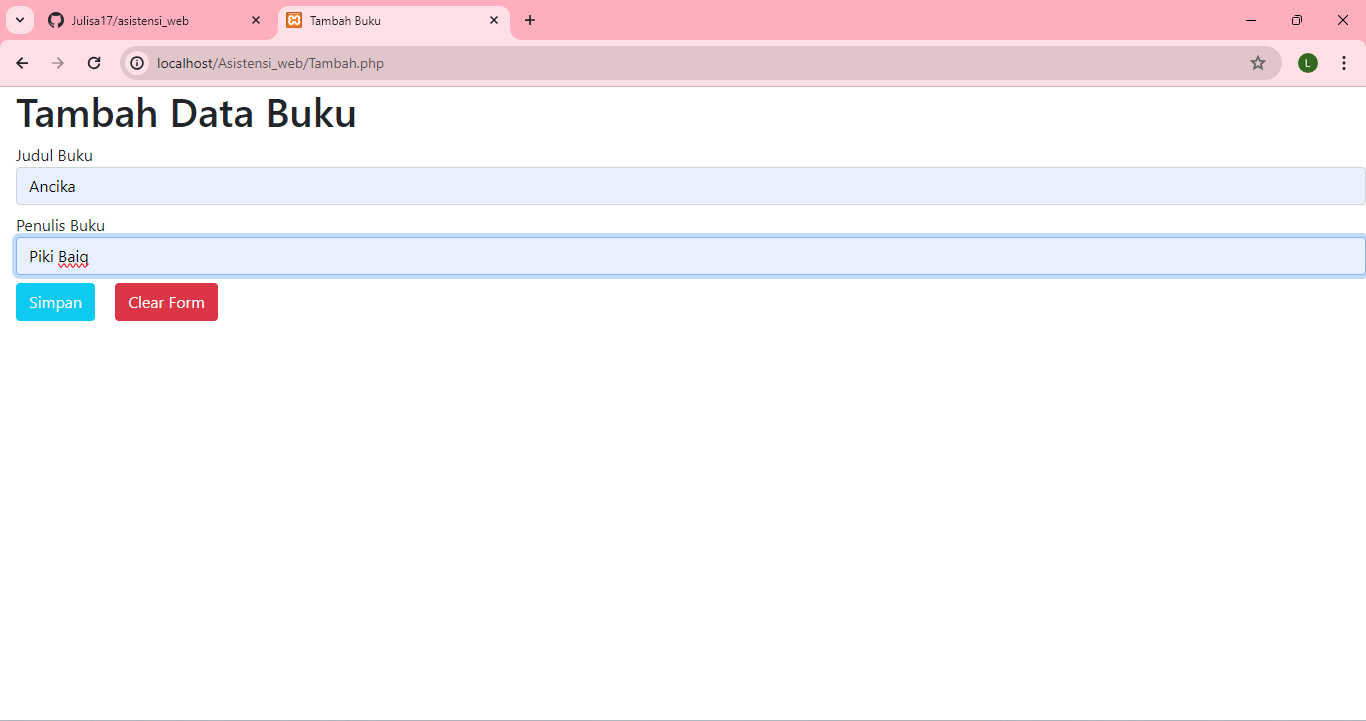 Julisa17/asistensi_web
Tambah Buku
localhost/Asistensi_web/Tambah.php
L
Tambah Data Buku
Judul Buku
Ancika
Penulis Buku
Piki Baiq
Simpan Clear Form